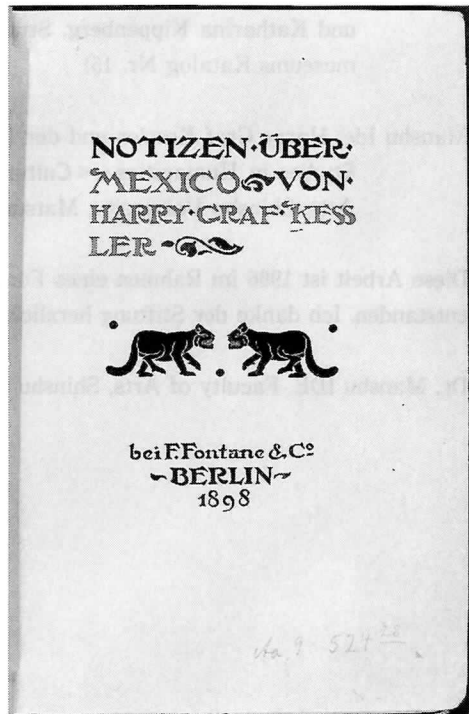 NOTIZEN·ÜBER·
MEXICO VON·
HARRY·GRAF·KESS
LER
bei F. Fontane & Co
BERLIN
1898